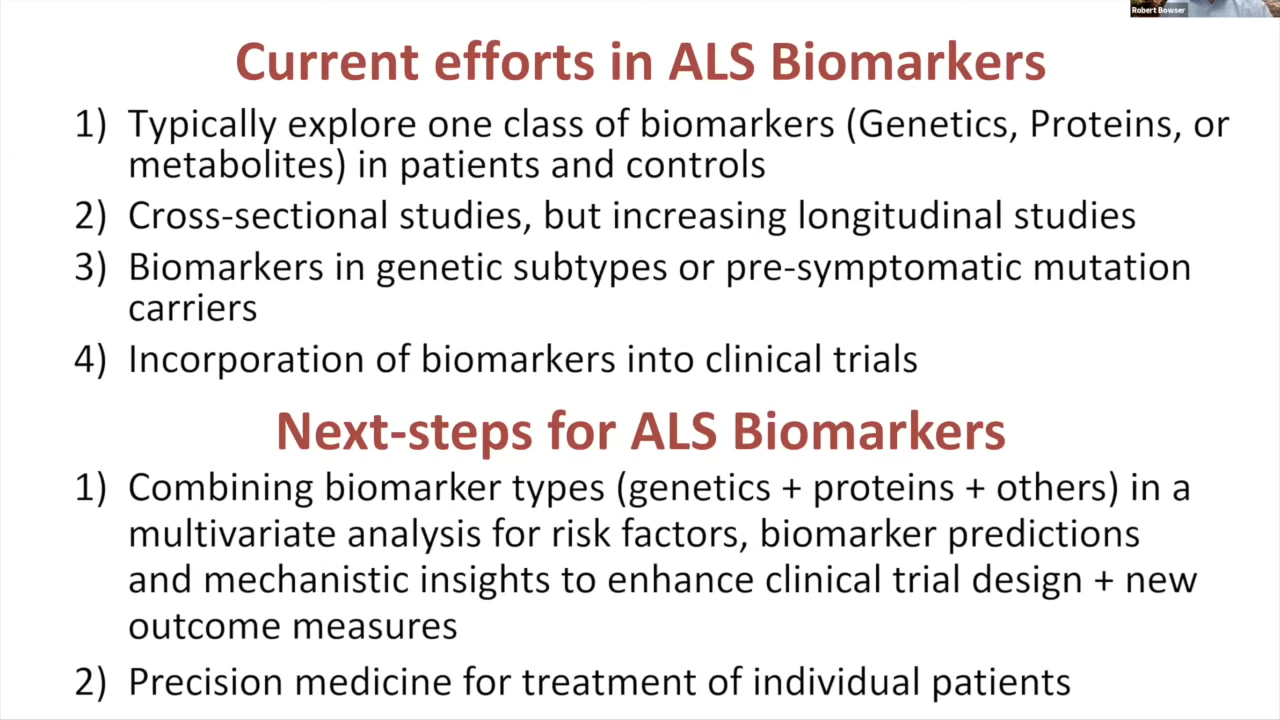 Robert Bowser
Current efforts in ALS Biomarkers
1) Typically explore one class of biomarkers (Genetics, Proteins, or
metabolites) in patients and controls
2) Cross-sectional studies, but increasing longitudinal studies
3) Biomarkers in genetic subtypes or pre-symptomatic mutation
carriers
4) Incorporation of biomarkers into clinical trials
Next-steps for ALS Biomarkers
1) Combining biomarker types (genetics + proteins + others) in a
multivariate analysis for risk factors, biomarker predictions
and mechanistic insights to enhance clinical trial design + new
outcome measures
2) Precision medicine for treatment of individual patients